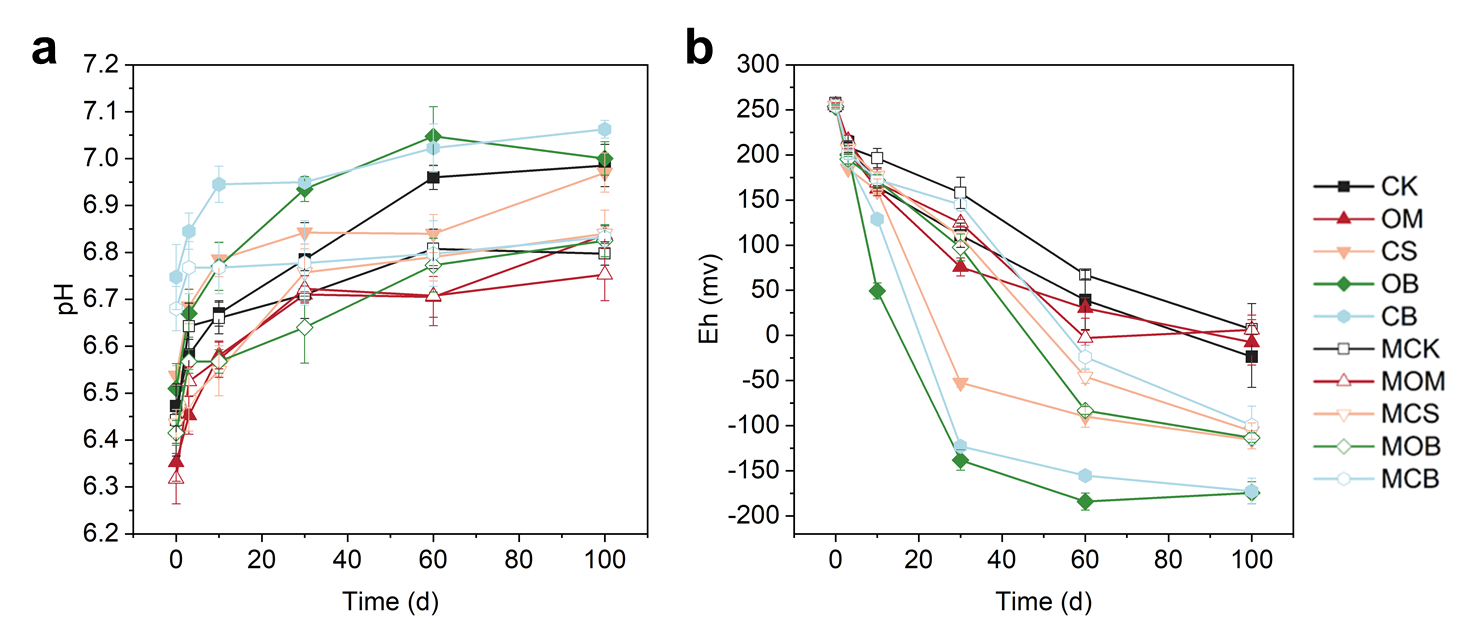 a
7.2
7.1
7.0
6.9
6.8
6.7
6.6
6.5
6.4
6.3
6.2
pH
0 20 40 60 80 100
Time (d)
b
300
250
200
150
100
50
0
-50
-100
-150
-200
Eh (mv)
0 20 40 60 80 100
Time (d)
CK
OM
CS
OB
CB
MCK
MOM
MCS
MOB
MCB